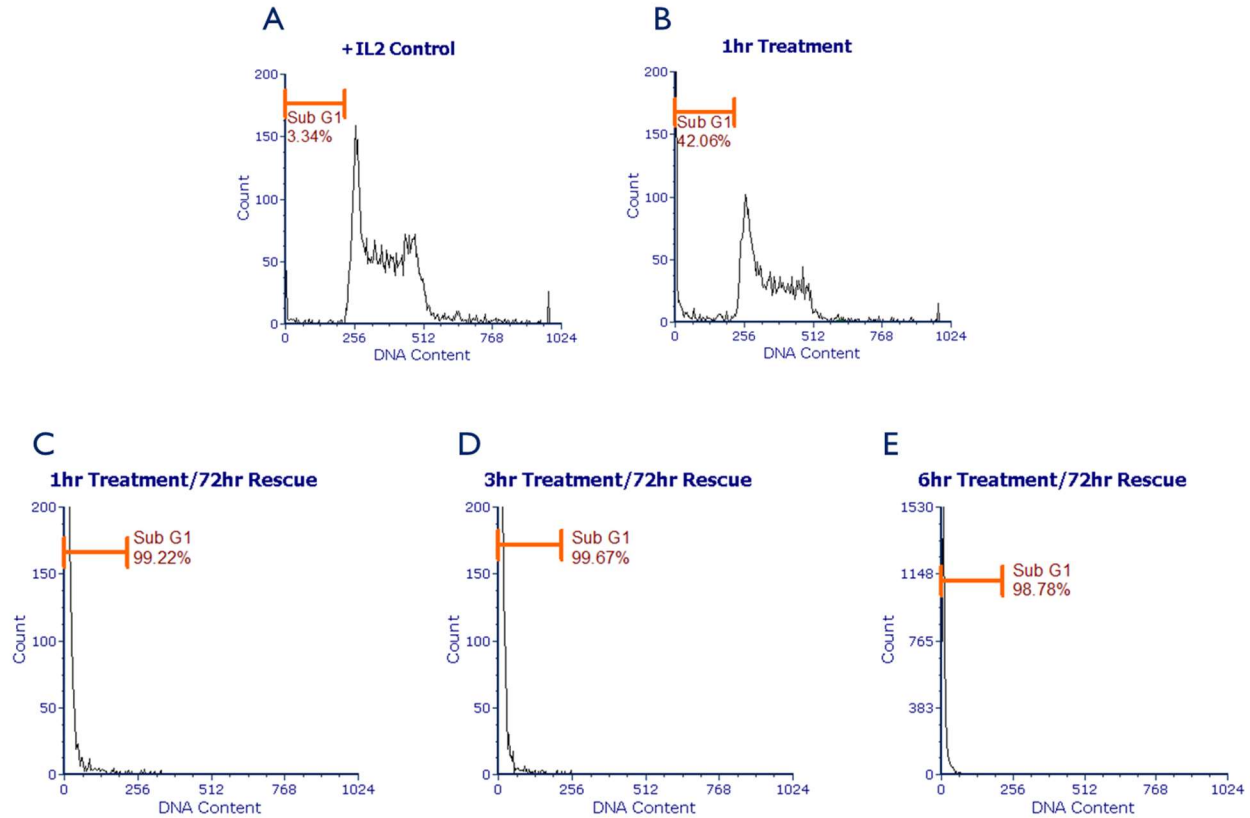 A
+IL2 Control
200
150
100
50
0
Count
Sub G1
3.34%
0 256 512 768 1024
DNA Content
B
1hr Treatment
200
150
100
50
0
Count
Sub G1
42.06%
0 256 512 768 1024
DNA Content
C
1hr Treatment/72hr Rescue
200
150
100
50
0
Count
Sub G1
99.22%
0 256 512 768 1024
DNA Content
D
3hr Treatment/72hr Rescue
200
150
100
50
0
Count
Sub G1
99.67%
0 256 512 768 1024
DNA Content
E
6hr Treatment/72hr Rescue
1530
1148
765
383
0
Count
Sub G1
98.78%
0 256 512 768 1024
DNA Content